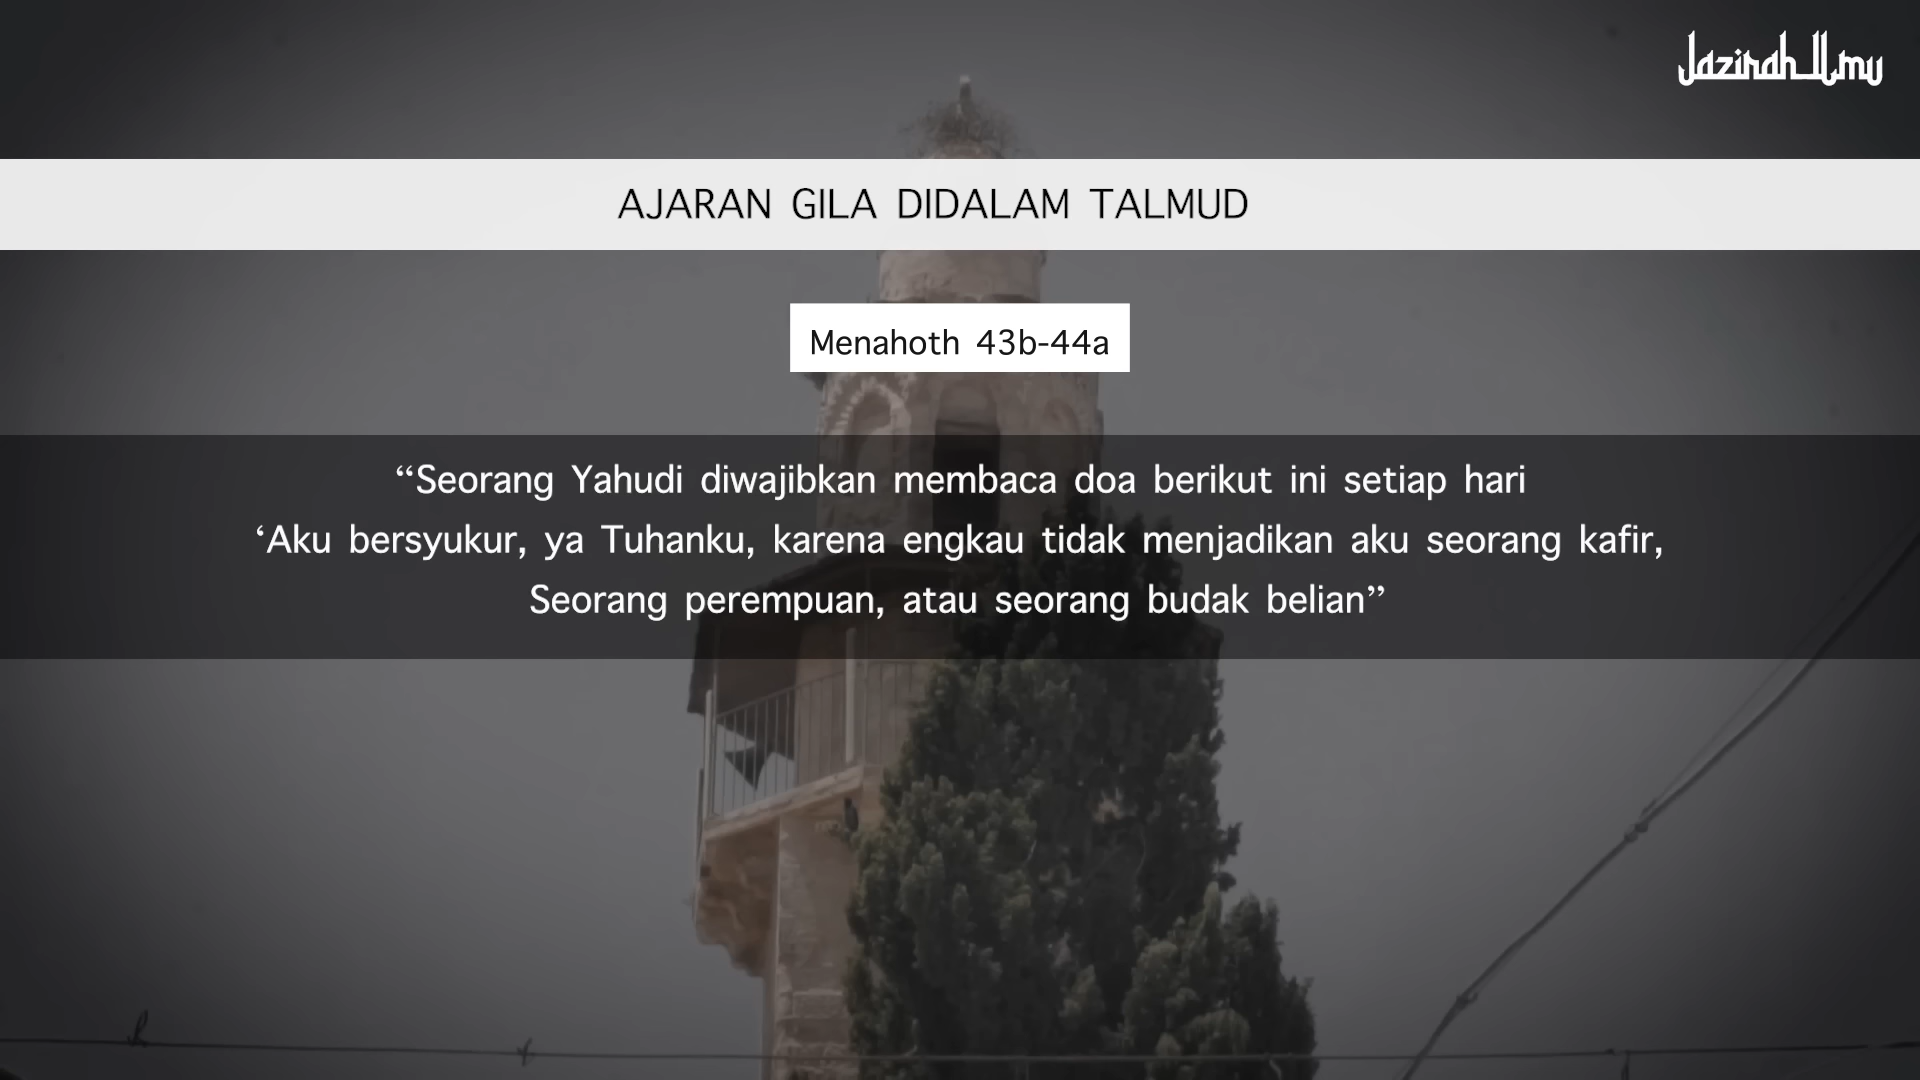 Jazirah Ilmu
AJARAN GILA DIDALAM TALMUD
Menahoth 43b-44a
“Seorang Yahudi diwajibkan membaca doa berikut ini setiap hari
‘Aku bersyukur, ya Tuhanku, karena engkau tidak menjadikan aku seorang kafir,
Seorang perempuan, atau seorang budak belian”